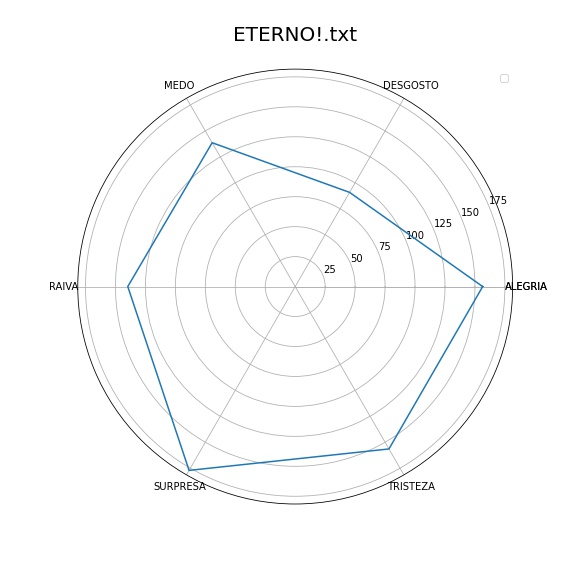 ETERNO!.txt
MEDO
DESGOSTO
175
150
125
100
75
50
25
RAIVA
ALEGRIA
SURPRESA
TRISTEZA